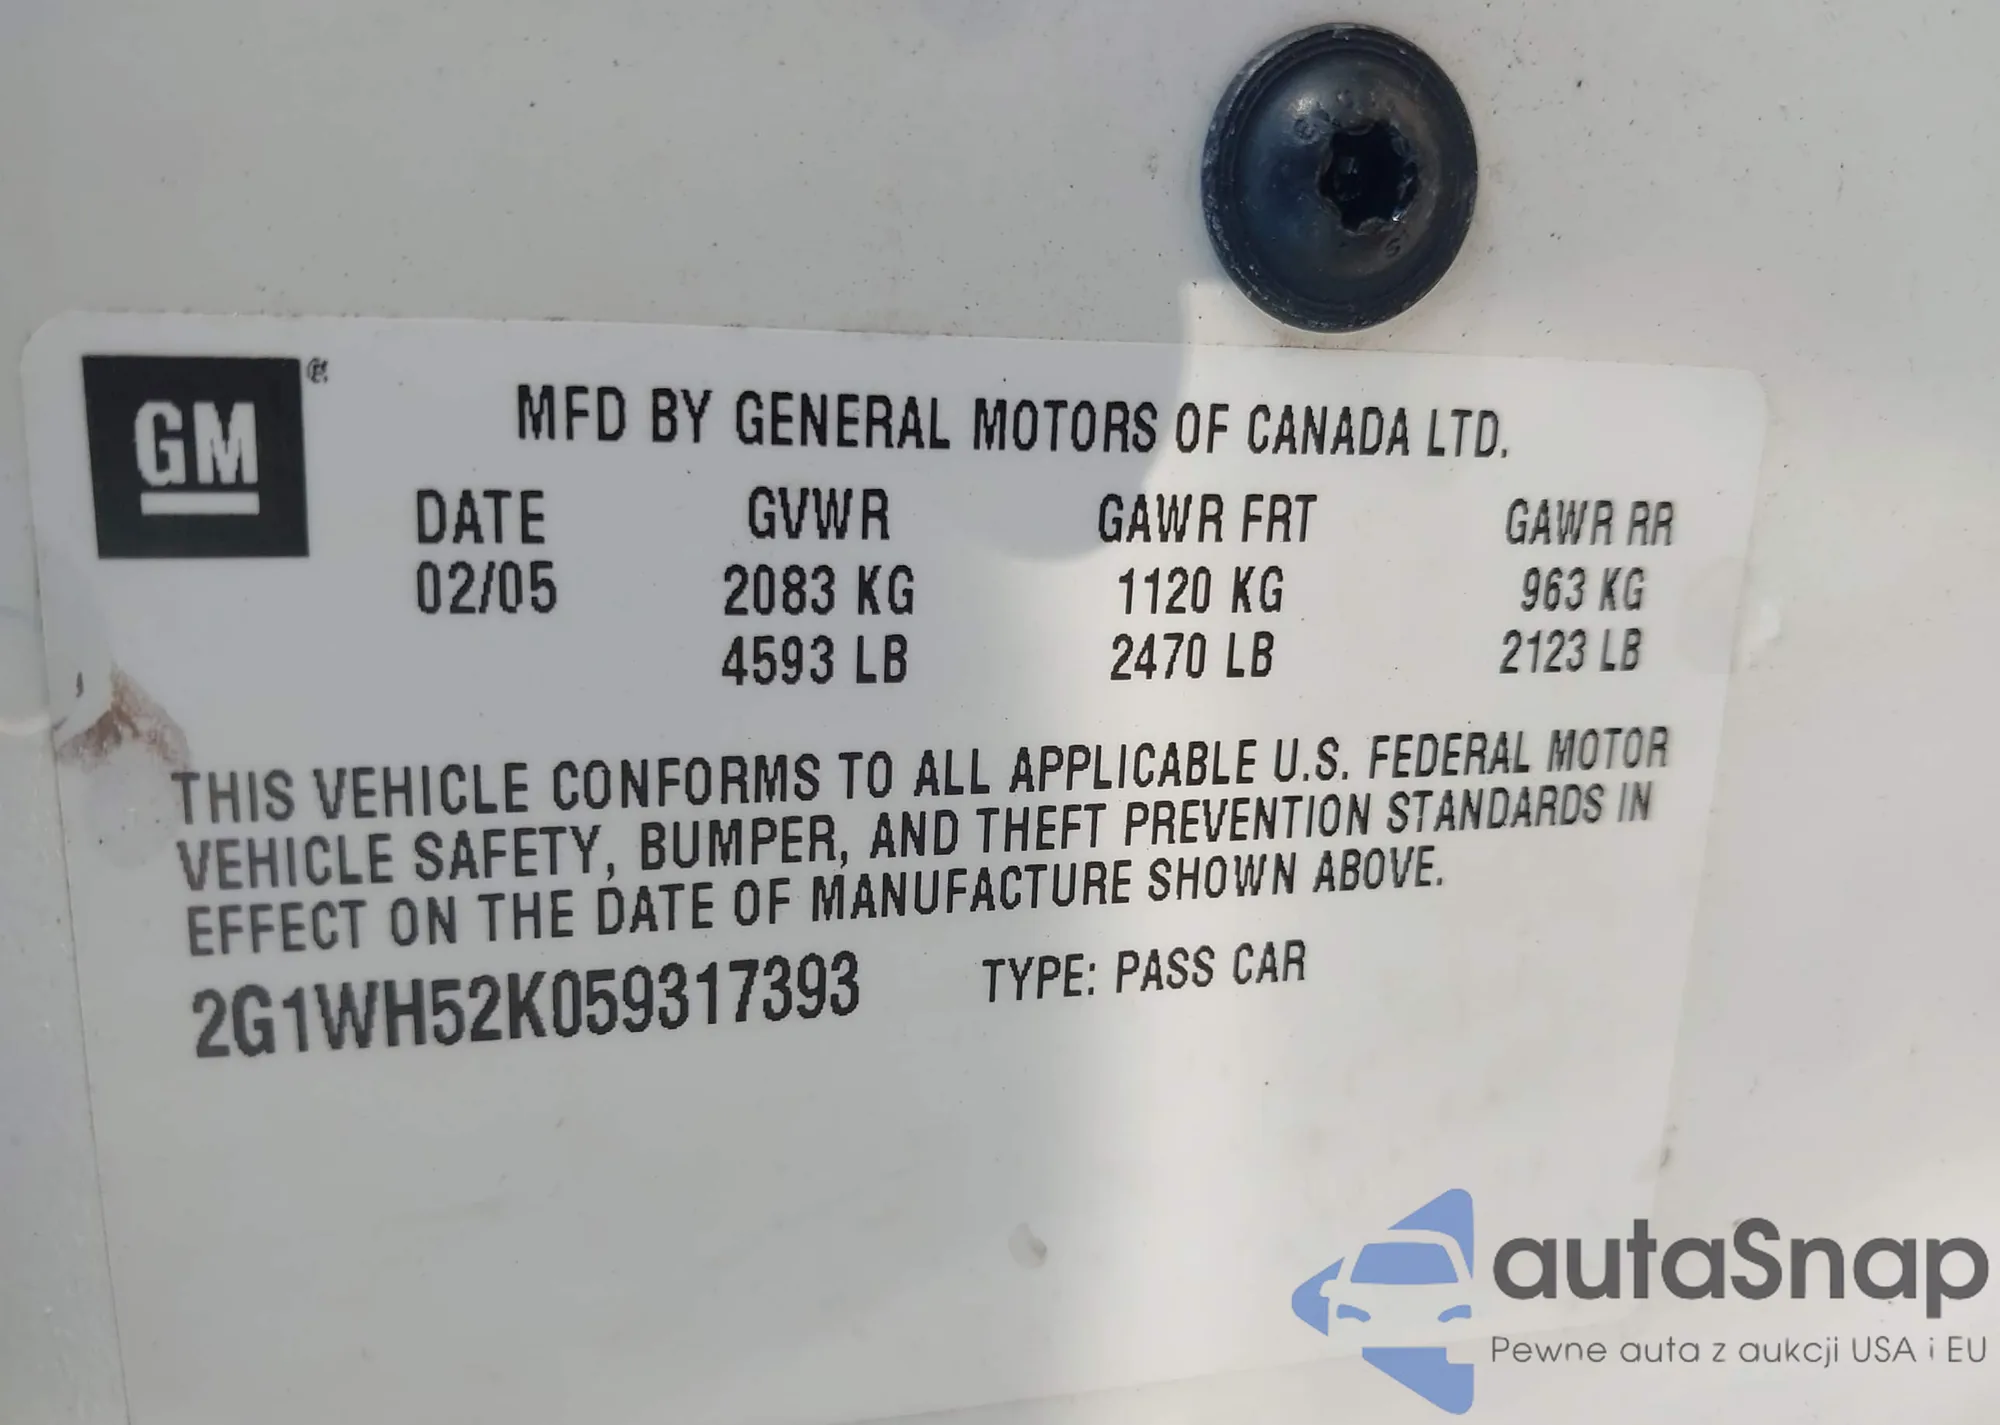 GM ®
MFD BY GENERAL MOTORS OF CANADA LTD.
DATE GVWR GAWR FRT GAWR RR
02/05 2083 KG 1120 KG 963 KG
4593 LB 2470 LB 2123 LB
THIS VEHICLE CONFORMS TO ALL APPLICABLE U.S. FEDERAL MOTOR
VEHICLE SAFETY, BUMPER, AND THEFT PREVENTION STANDARDS IN
EFFECT ON THE DATE OF MANUFACTURE SHOWN ABOVE.
2G1WH52K059317393 TYPE: PASS CAR
autaSnap
Pewne auta z aukcji USA i EU